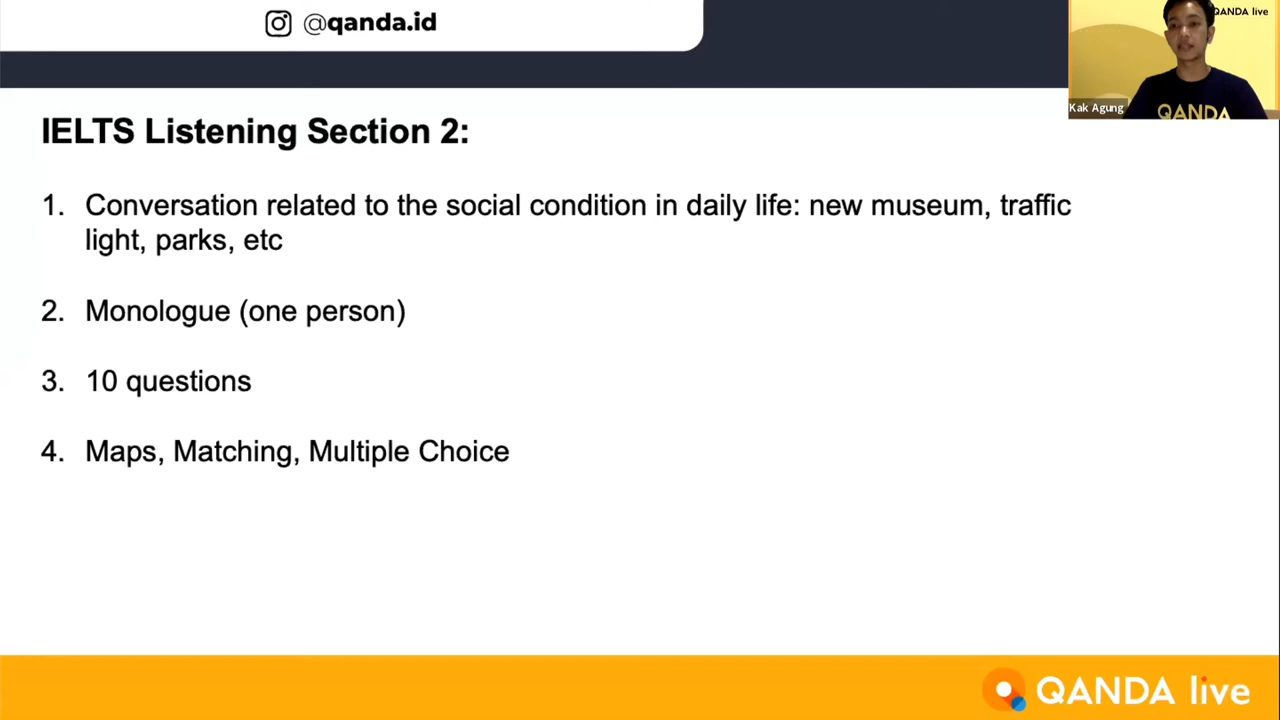 @qanda.id
QANDA live
Kak Agung
QANDA
IELTS Listening Section 2:
1. Conversation related to the social condition in daily life: new museum, traffic
light, parks, etc
2. Monologue (one person)
3. 10 questions
4. Maps, Matching, Multiple Choice
QANDA live